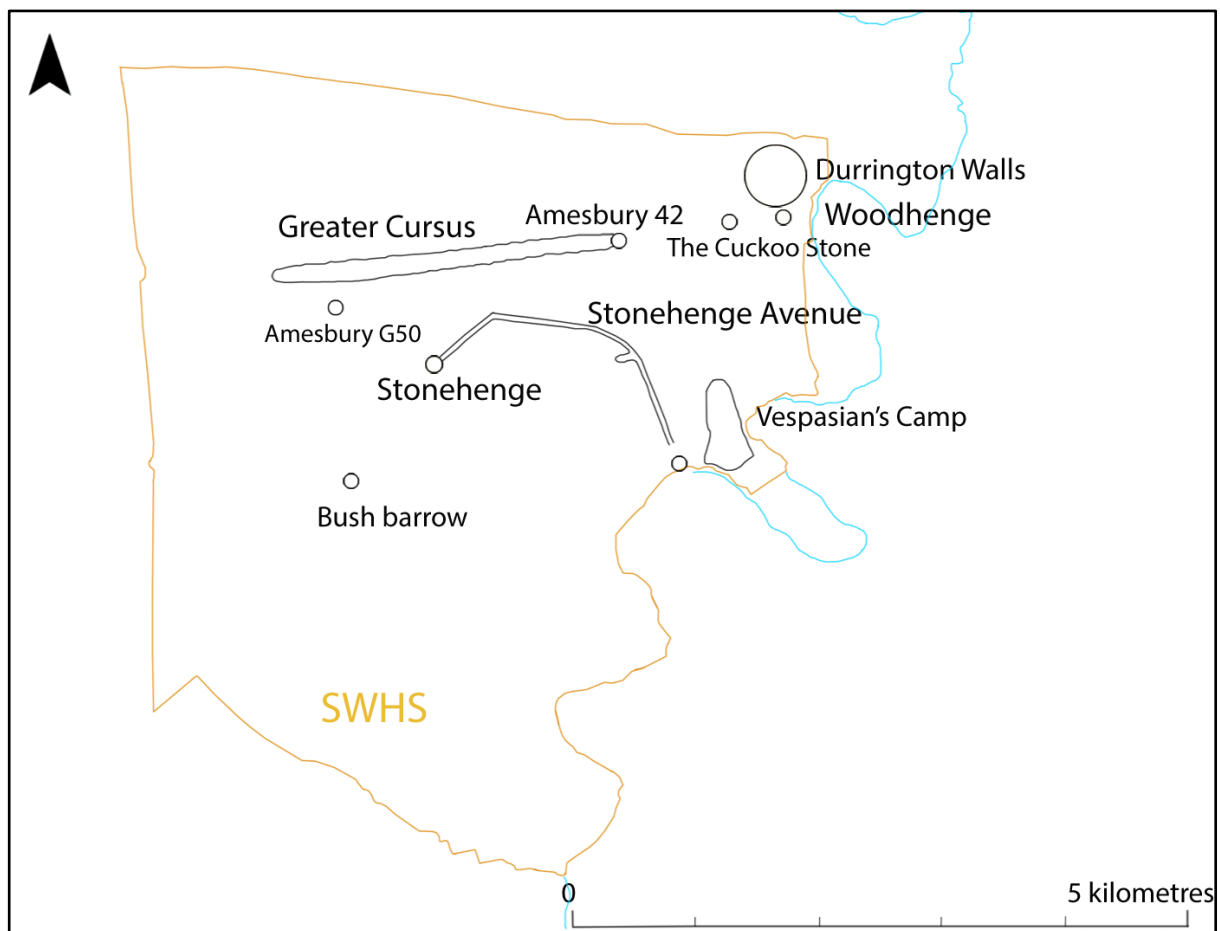 Durrington Walls
Amesbury 42
Woodhenge
Greater Cursus
The Cuckoo Stone
Stonehenge Avenue
Amesbury G50
Stonehenge
Vespasian's Camp
Bush barrow
SWHS
0
5 kilometres